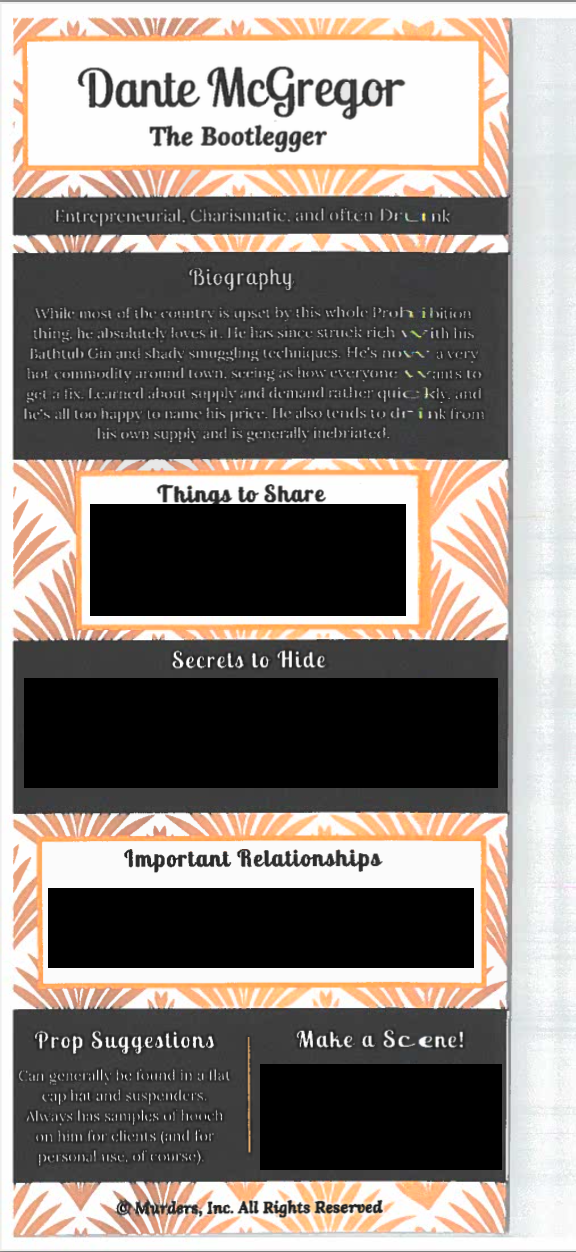 Dante McGregor
The Bootlegger
Entrepreneurial, Charismatic, and often Drunk
Biography
While most of the country is upset by this whole Prohibition
thing, he absolutely loves it. He has since struck rich with his
Bathtub Gin and shady smuggling techniques. He's now a very
hot commodity around town, seeing as how everyone wants to
get a fix. Learned about supply and demand rather quickly, and
he's all too happy to name his price. He also tends to drink from
his own supply and is generally inebriated.
Things to Share
Secrets to Hide
Important Relationships
Prop Suggestions
Can generally be found in a flat
cap hat and suspenders.
Always has samples of hooch
on him for clients (and for
personal use, of course).
Make a Scene!
© Murders, Inc. All Rights Reserved